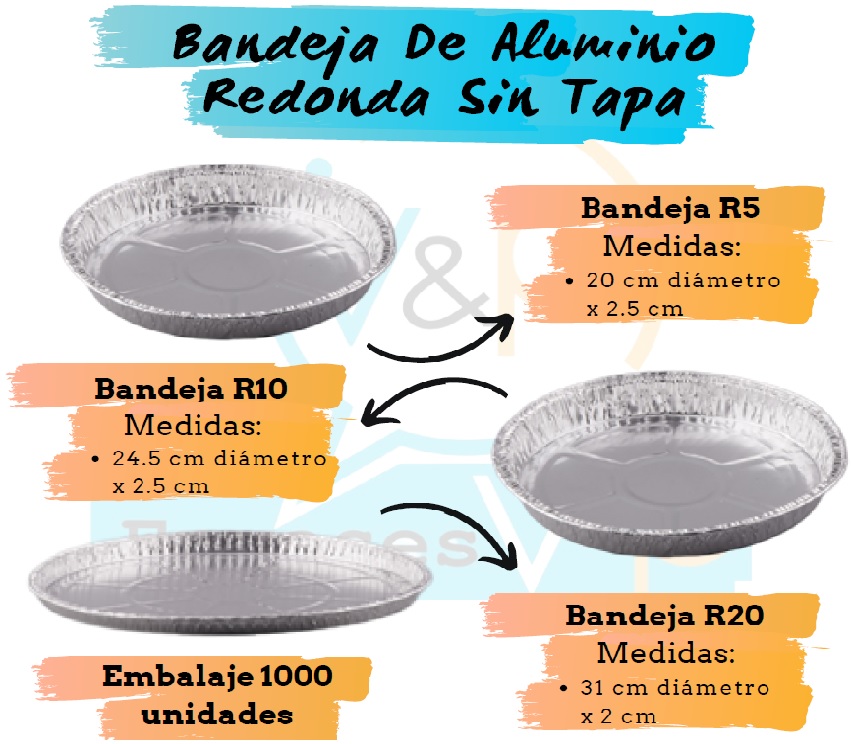 Bandeja De Aluminio
Redonda Sin Tapa
Bandeja R5
Medidas:
• 20 cm diámetro
x 2.5 cm
Bandeja R10
Medidas:
• 24.5 cm diámetro
x 2.5 cm
Bandeja R20
Medidas:
• 31 cm diámetro
x 2 cm
Embalaje 1000
unidades